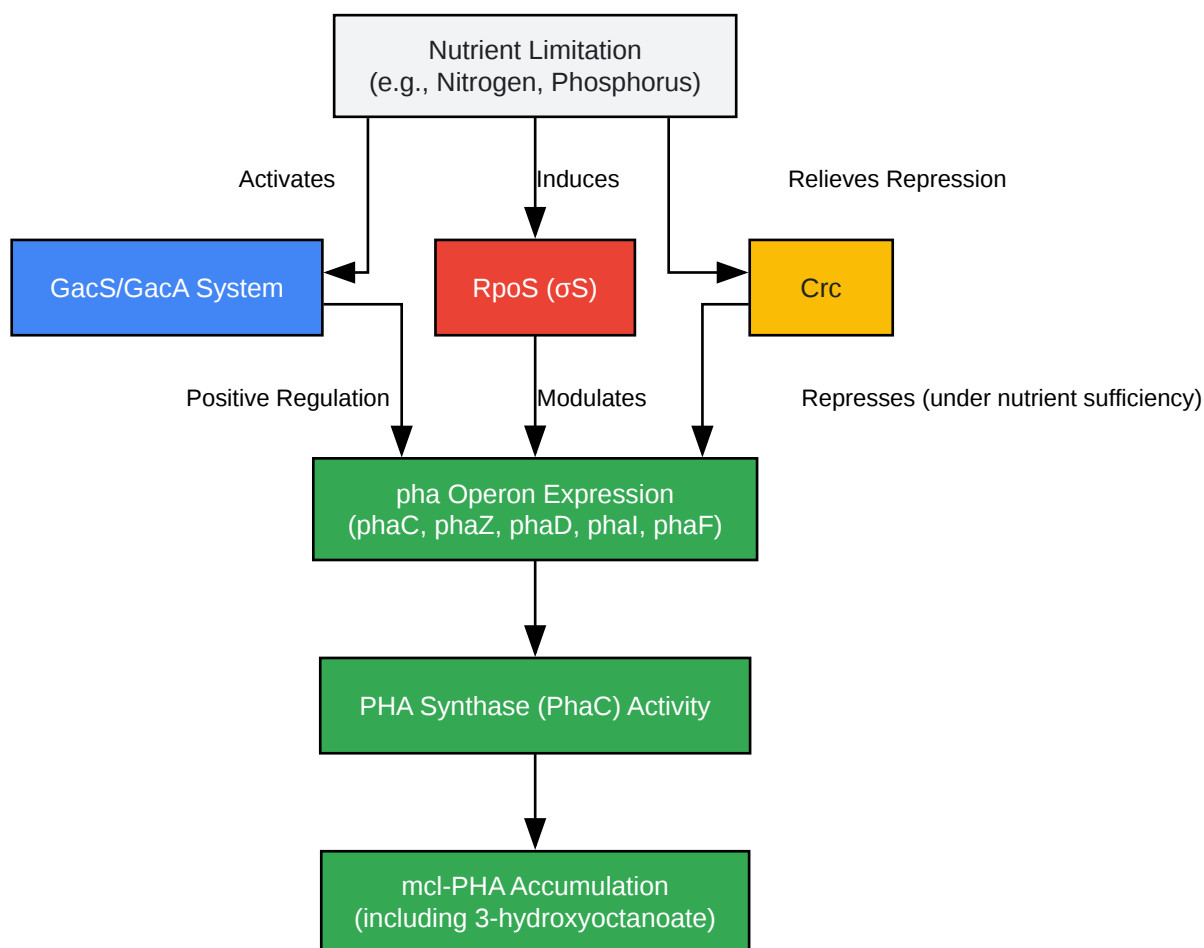 Nutrient Limitation
(e.g., Nitrogen, Phosphorus)
Activates
Induces
Relieves Repression
GacS/GacA System
RpoS (σS)
Crc
Positive Regulation
Modulates
Represses (under nutrient sufficiency)
pha Operon Expression
(phaC, phaZ, phaD, phaI, phaF)
PHA Synthase (PhaC) Activity
mcl-PHA Accumulation
(including 3-hydroxyoctanoate)